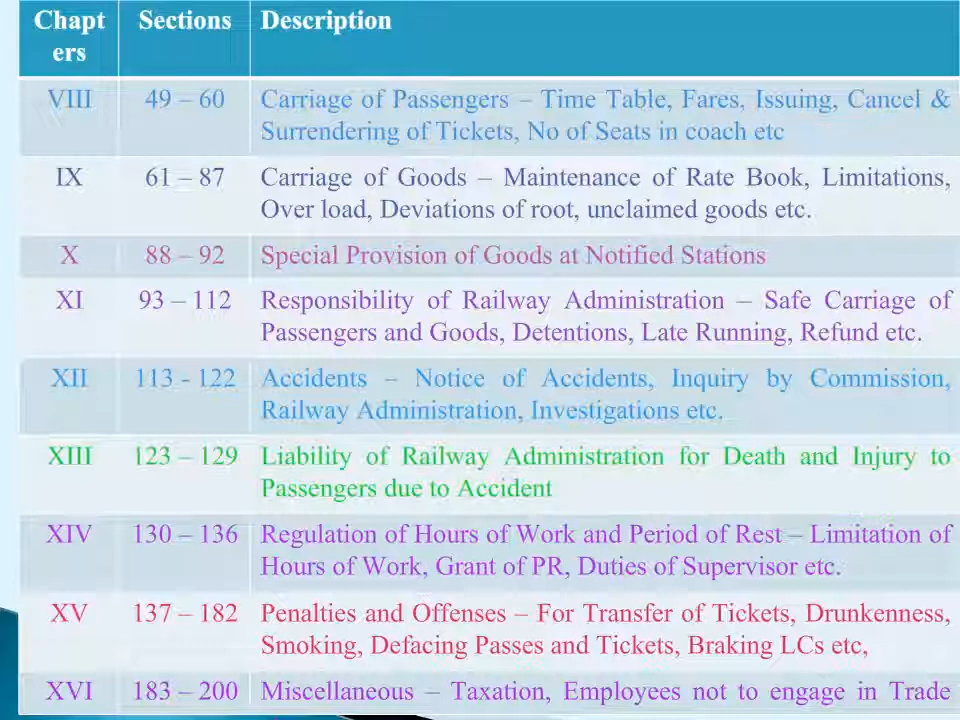 Chapt Sections Description
ers
VIII 49 – 60 Carriage of Passengers – Time Table, Fares, Issuing, Cancel &
Surrendering of Tickets, No of Seats in coach etc
IX 61 – 87 Carriage of Goods – Maintenance of Rate Book, Limitations,
Over load, Deviations of root, unclaimed goods etc.
X 88 – 92 Special Provision of Goods at Notified Stations
XI 93 – 112 Responsibility of Railway Administration – Safe Carriage of
Passengers and Goods, Detentions, Late Running, Refund etc.
XII 113 - 122 Accidents – Notice of Accidents, Inquiry by Commission,
Railway Administration, Investigations etc.
XIII 123 – 129 Liability of Railway Administration for Death and Injury to
Passengers due to Accident
XIV 130 – 136 Regulation of Hours of Work and Period of Rest – Limitation of
Hours of Work, Grant of PR, Duties of Supervisor etc.
XV 137 – 182 Penalties and Offenses – For Transfer of Tickets, Drunkenness,
Smoking, Defacing Passes and Tickets, Braking LCs etc,
XVI 183 – 200 Miscellaneous – Taxation, Employees not to engage in Trade